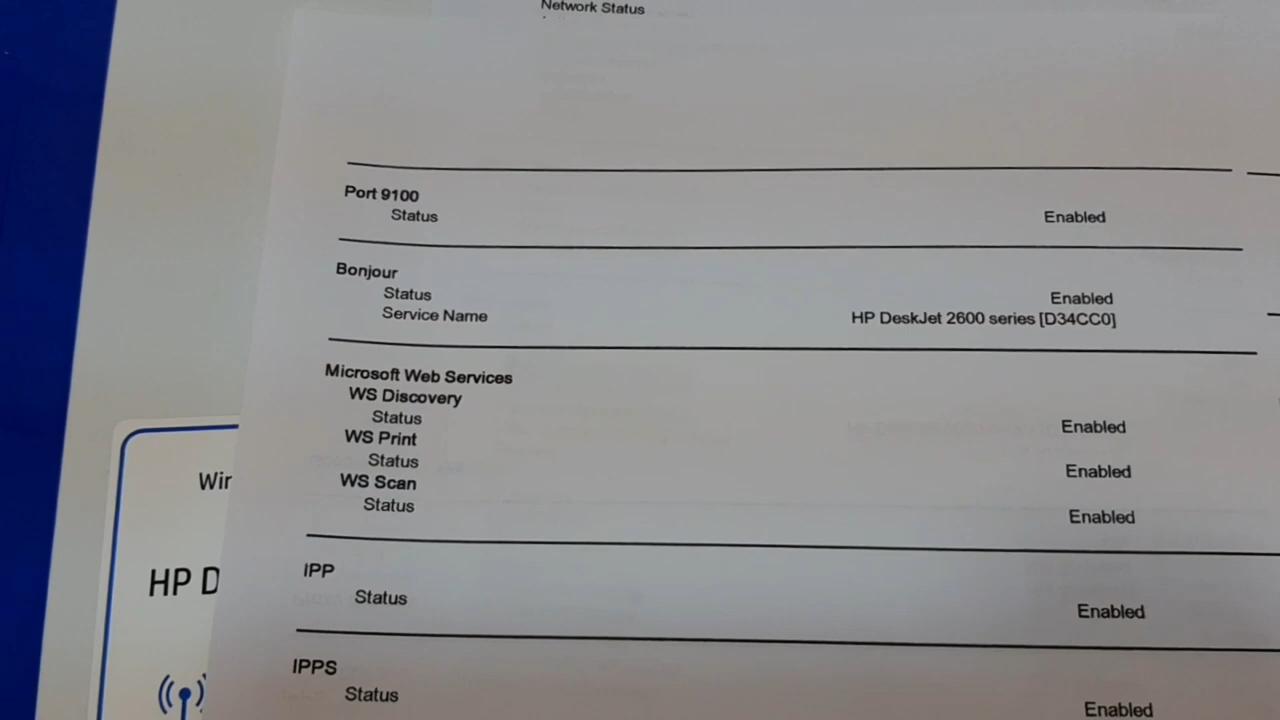 Network Status
Port 9100
Status Enabled
Bonjour
Status Enabled
Service Name HP DeskJet 2600 series [D34CC0]
Microsoft Web Services
WS Discovery
Status Enabled
WS Print
Status Enabled
WS Scan
Status Enabled
Wir
IPP
HP D
Status Enabled
IPPS
Status Enabled